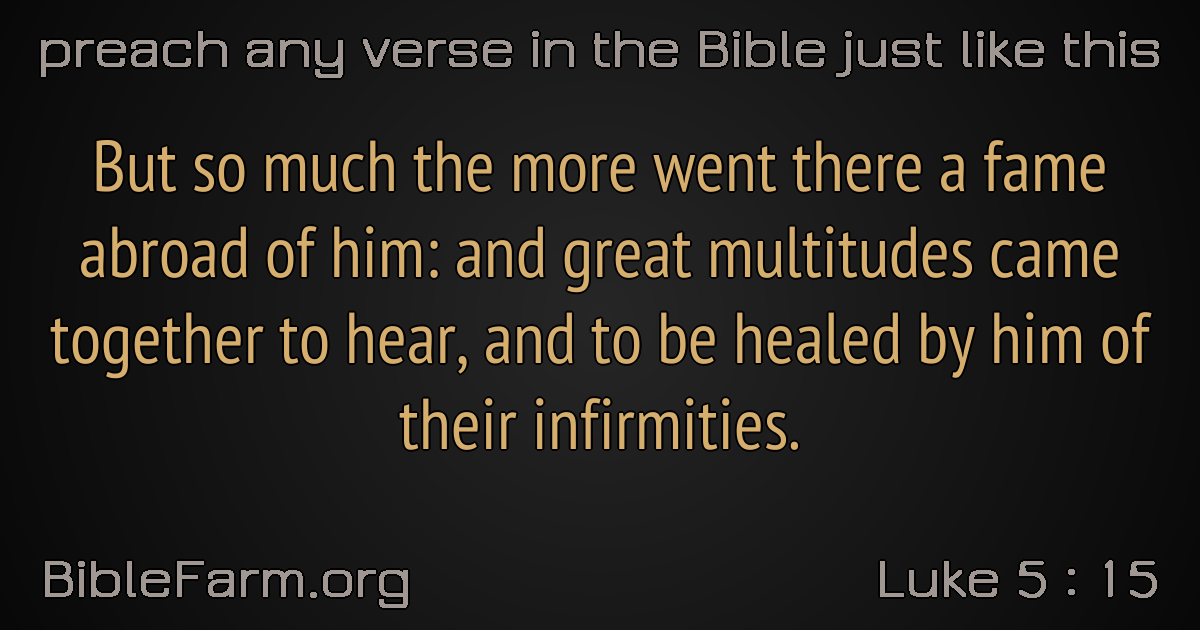 preach any verse in the Bible just like this
But so much the more went there a fame
abroad of him: and great multitudes came
together to hear, and to be healed by him of
their infirmities.
BibleFarm.org
Luke 5 : 15